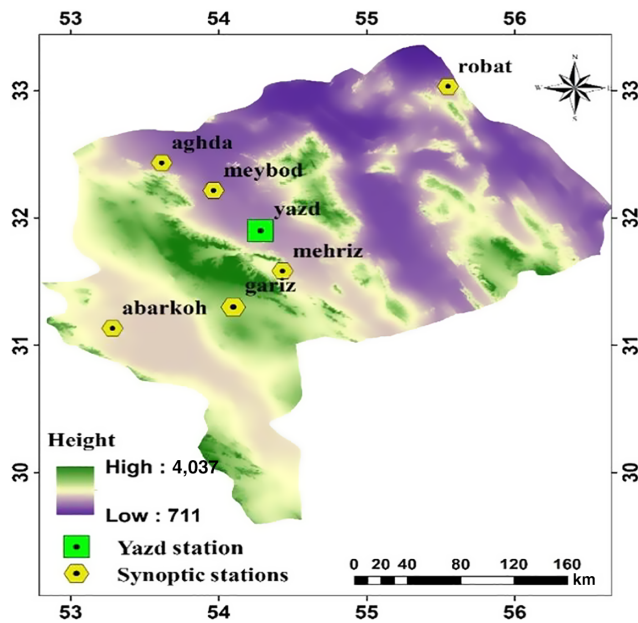 53 54 55 56
33 33
32 32
31 31
30 30
robat
N
W
S
aghda
meybod
yazd
mehriz
gariz
abarkoh
Height
High : 4,037
Low : 711
Yazd station
Synoptic stations
0 20 40 80 120 160
km
53 54 55 56